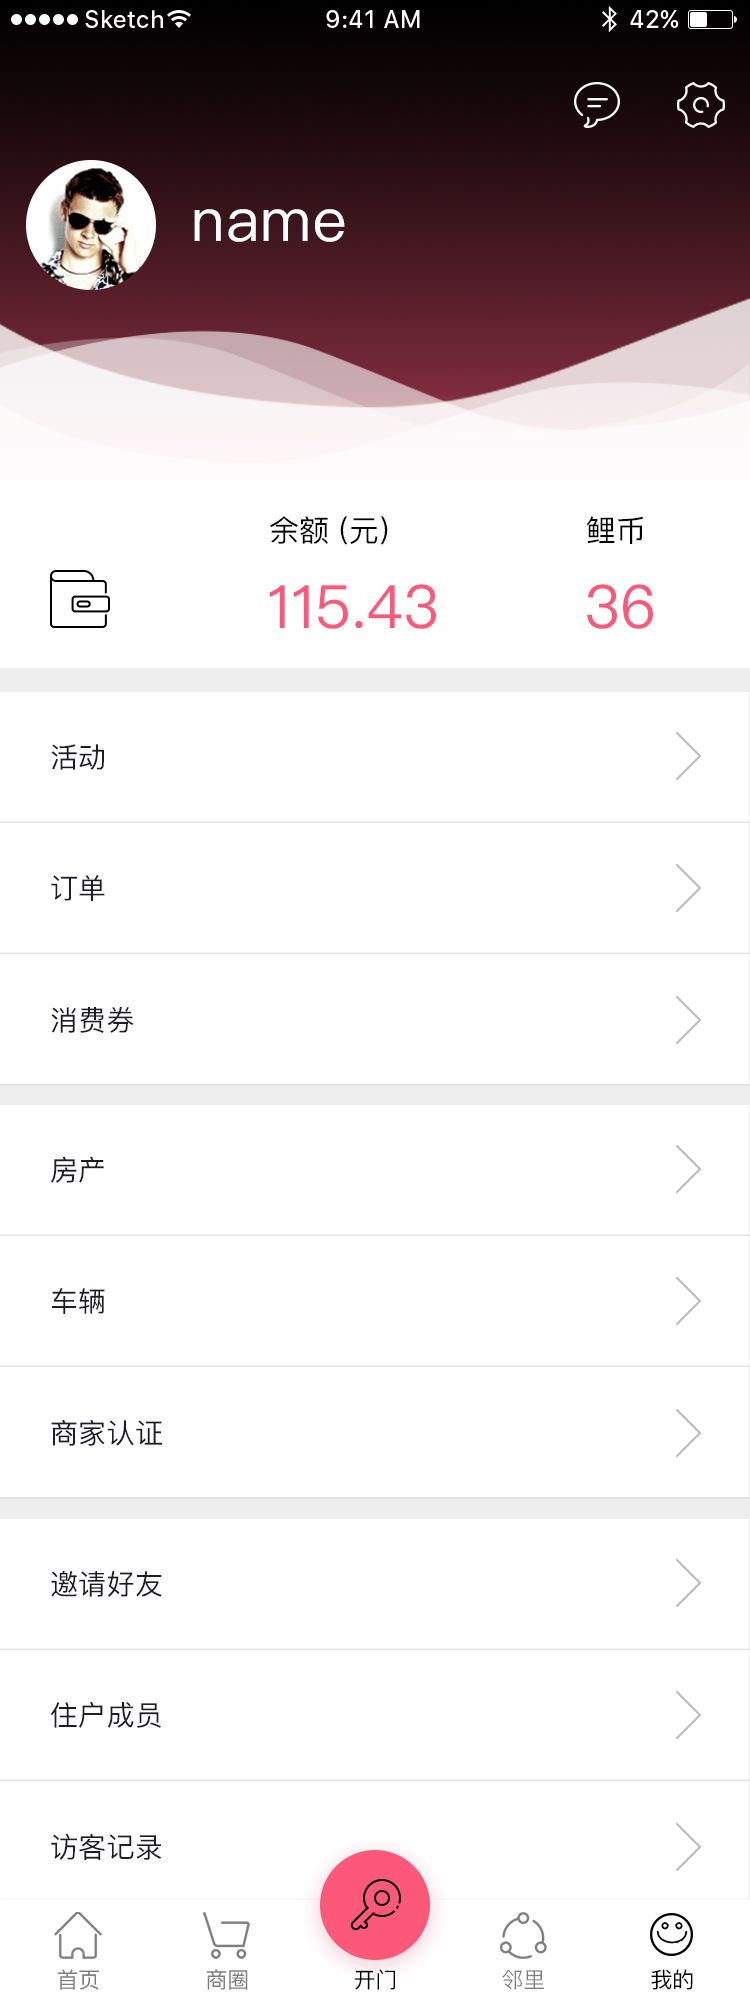 Sketch 9:41 AM 42%
name
余额 (元) 鲤币
115.43 36
活动
订单
消费券
房产
车辆
商家认证
邀请好友
住户成员
访客记录
首页 商圈 开门 邻里 我的